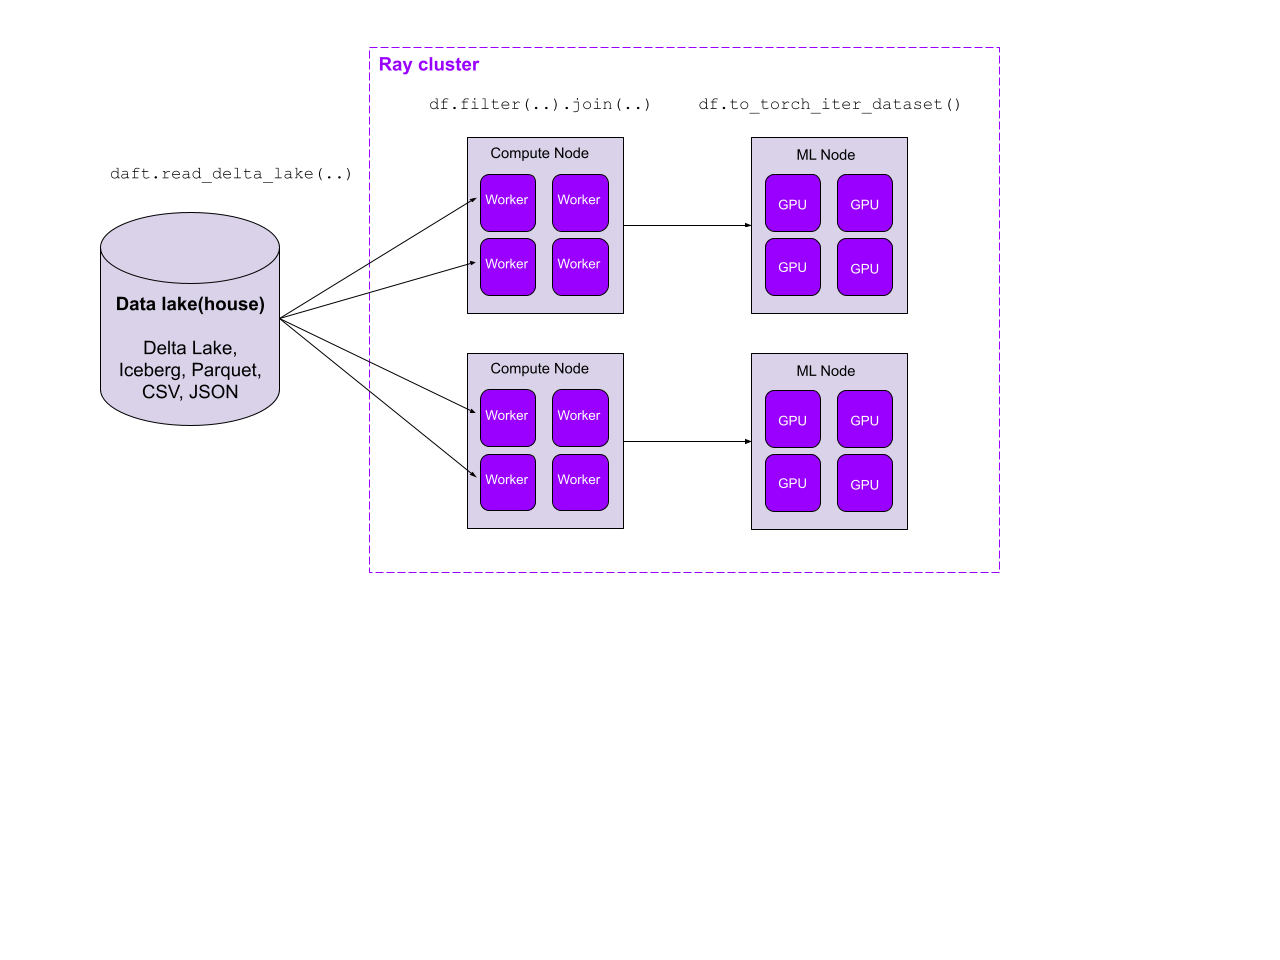 Ray cluster
df.filter(..).join(..)
df.to_torch_iter_dataset()
daft.read_delta_lake(..)
Data lake(house)
Delta Lake,
Iceberg, Parquet,
CSV, JSON
Compute Node
Worker
Worker
Worker
Worker
ML Node
GPU
GPU
GPU
GPU
Compute Node
Worker
Worker
Worker
Worker
ML Node
GPU
GPU
GPU
GPU